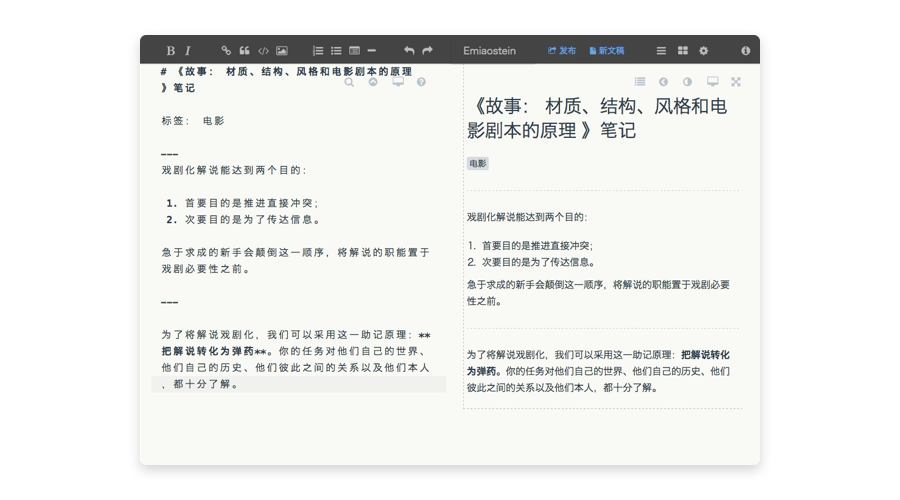 B I Emiaostein 发布 新文稿
# 《故事： 材质、结构、风格和电影剧本的原理
》笔记
标签： 电影
---
戏剧化解说能达到两个目的：
1. 首要目的是推进直接冲突；
2. 次要目的是为了传达信息。
急于求成的新手会颠倒这一顺序，将解说的职能置于
戏剧必要性之前。
---
为了将解说戏剧化，我们可以采用这一助记原理：**
把解说转化为弹药**。你的任务对他们自己的世界、
他们自己的历史、他们彼此之间的关系以及他们本人
，都十分了解。
《故事： 材质、结构、风格和电
影剧本的原理 》笔记
电影
戏剧化解说能达到两个目的：
1. 首要目的是推进直接冲突；
2. 次要目的是为了传达信息。
急于求成的新手会颠倒这一顺序，将解说的职能置于戏剧必要
性之前。
为了将解说戏剧化，我们可以采用这一助记原理：把解说转化
为弹药。你的任务对他们自己的世界、他们自己的历史、他们
彼此之间的关系以及他们本人，都十分了解。